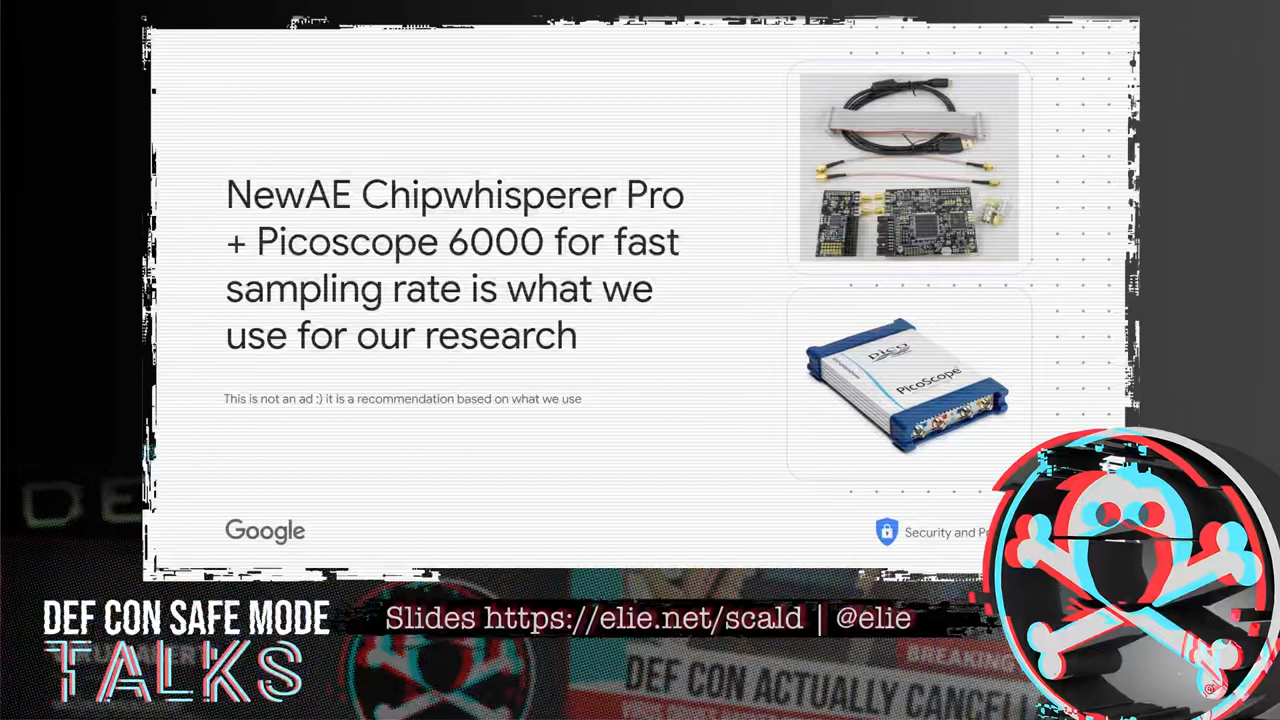 NewAE Chipwhisperer Pro
+ Picoscope 6000 for fast
sampling rate is what we
use for our research
This is not an ad :) it is a recommendation based on what we use
pico
PicoScope
Google
Security and
DEF CON SAFE MODE
TALKS
Slides https://elie.net/scald | @elie
BREAKING
DEF CON ACTUALLY